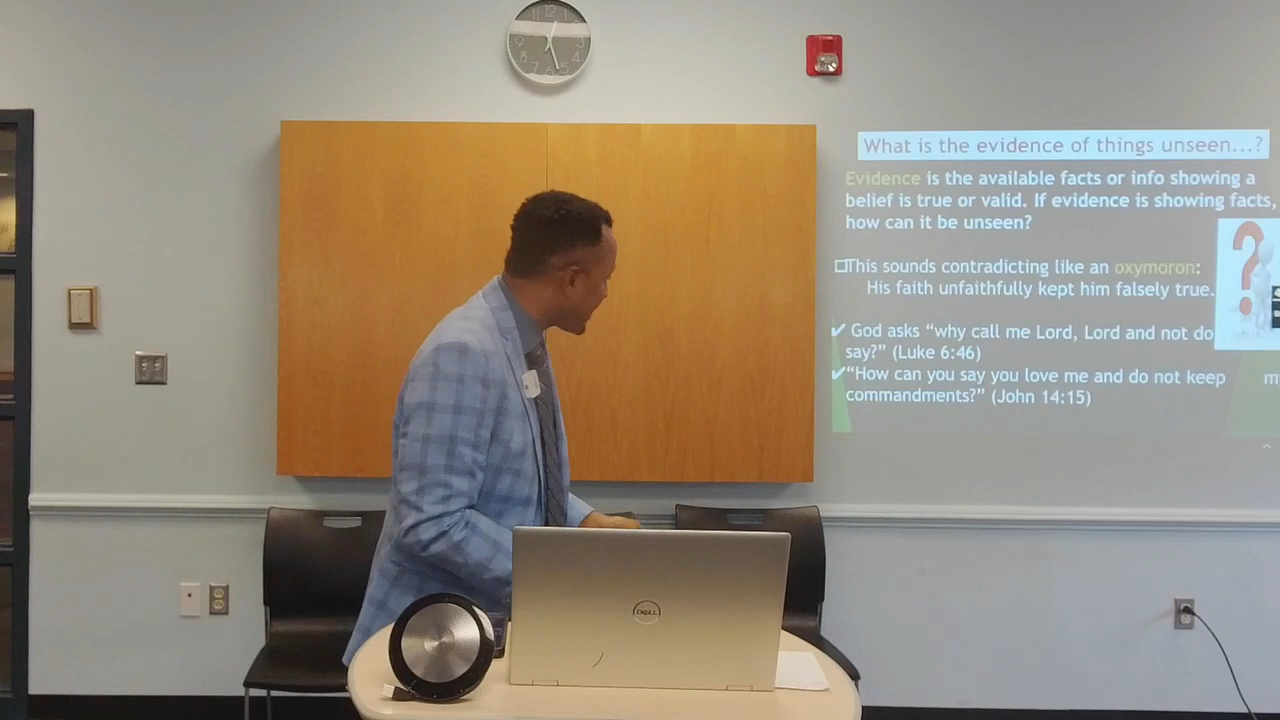 What is the evidence of things unseen...?
Evidence is the available facts or info showing a
belief is true or valid. If evidence is showing facts,
how can it be unseen?
This sounds contradicting like an oxymoron:
His faith unfaithfully kept him falsely true.
✔ God asks “why call me Lord, Lord and not do
say?” (Luke 6:46)
✔“How can you say you love me and do not keep
commandments?” (John 14:15)
DELL